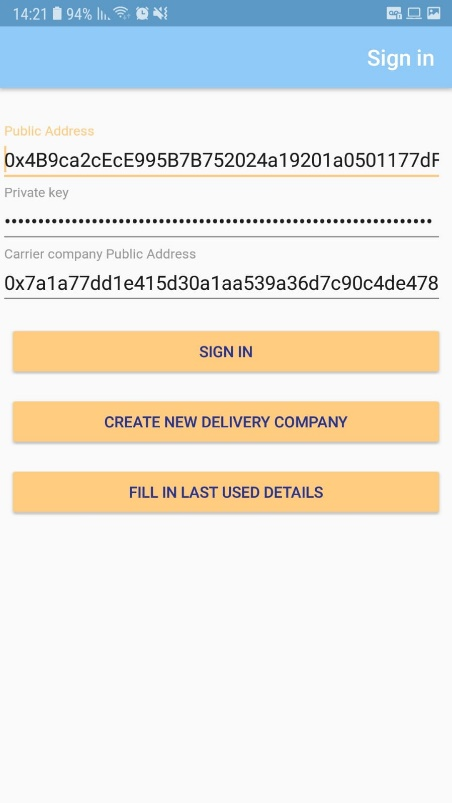 14:21 94%
Sign in
Public Address
0x4B9ca2cEcE995B7B752024a19201a0501177dF
Private key
Carrier company Public Address
0x7a1a77dd1e415d30a1aa539a36d7c90c4de478
SIGN IN
CREATE NEW DELIVERY COMPANY
FILL IN LAST USED DETAILS